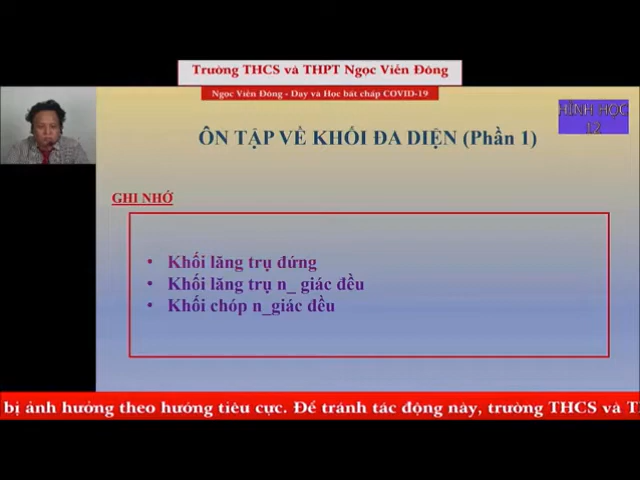 Trường THCS và THPT Ngọc Viễn Đông
Ngọc Viễn Đông - Dạy và Học bất chấp COVID-19
HÌNH HỌC
12
ÔN TẬP VỀ KHỐI ĐA DIỆN (Phần 1)
GHI NHỚ
• Khối lăng trụ đứng
• Khối lăng trụ n_ giác đều
• Khối chóp n_giác đều
bị ảnh hưởng theo hướng tiêu cực. Để tránh tác động này, trường THCS và